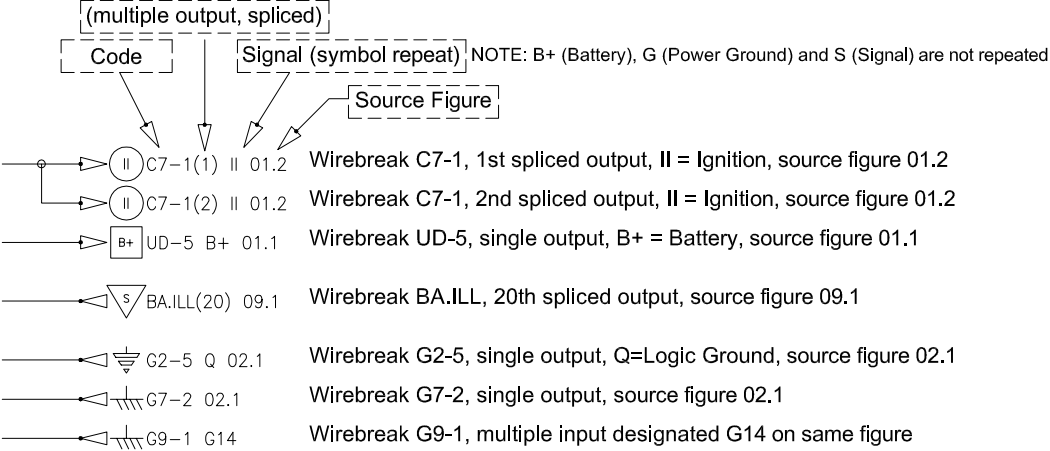 (multiple output, spliced)
Code
Signal (symbol repeat)
NOTE: B+ (Battery), G (Power Ground) and S (Signal) are not repeated
Source Figure
II C7-1(1) II 01.2 Wirebreak C7-1, 1st spliced output, II = Ignition, source figure 01.2
II C7-1(2) II 01.2 Wirebreak C7-1, 2nd spliced output, II = Ignition, source figure 01.2
B+ UD-5 B+ 01.1 Wirebreak UD-5, single output, B+ = Battery, source figure 01.1
S BA.ILL(20) 09.1 Wirebreak BA.ILL, 20th spliced output, source figure 09.1
G2-5 Q 02.1 Wirebreak G2-5, single output, Q=Logic Ground, source figure 02.1
G7-2 02.1 Wirebreak G7-2, single output, source figure 02.1
G9-1 G14 Wirebreak G9-1, multiple input designated G14 on same figure